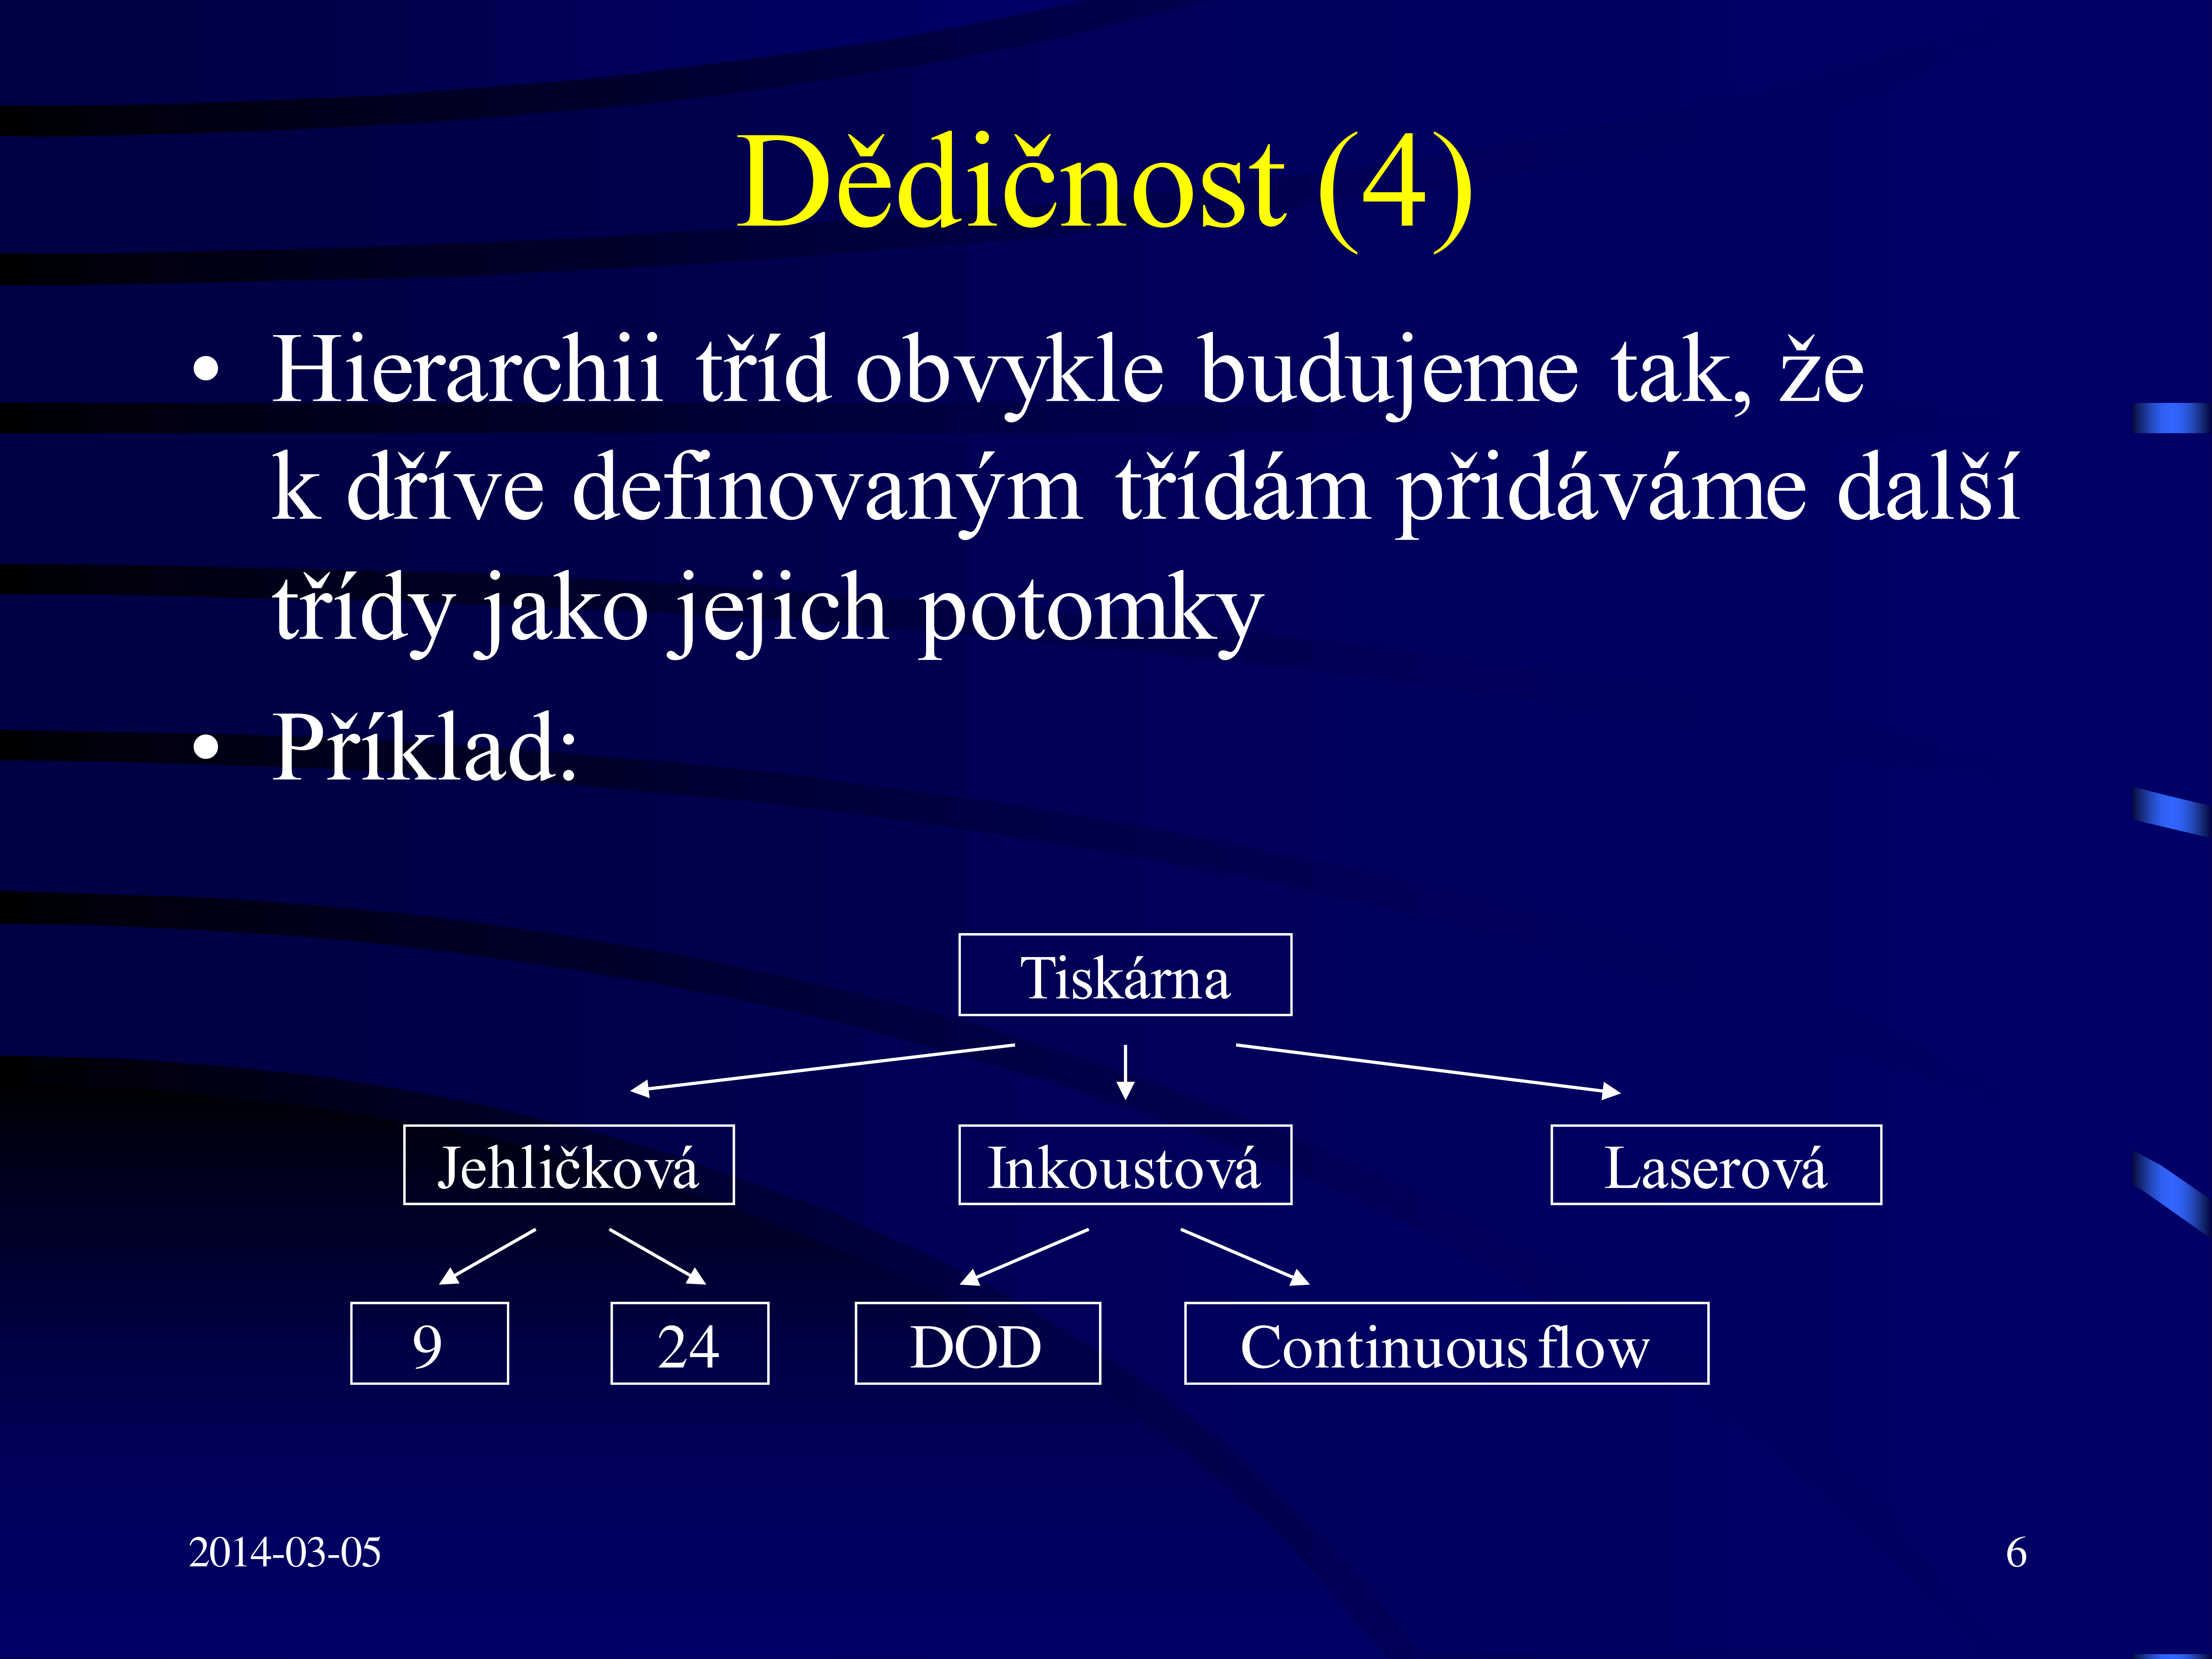 Dědičnost (4)
• Hierarchii tříd obvykle budujeme tak, že
k dříve definovaným třídám přidáváme další
třídy jako jejich potomky
• Příklad:
Tiskárna
Jehličková Inkoustová Laserová
9 24 DOD Continuous flow
2014-03-05 6